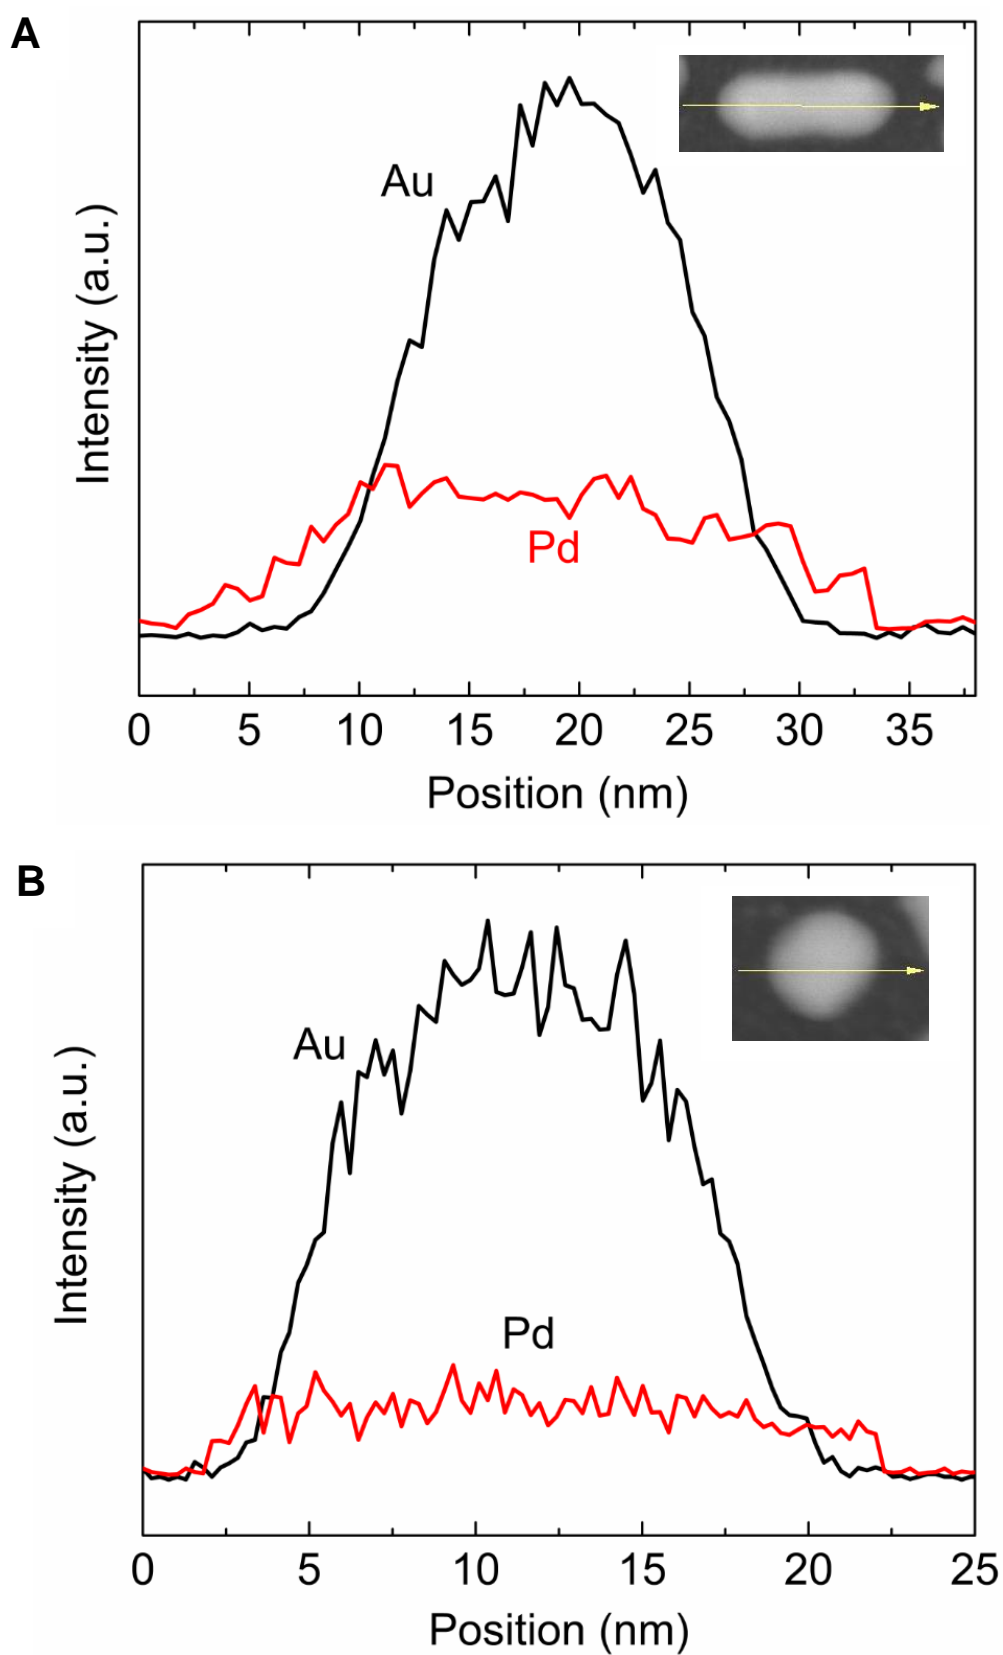 A
Au
Pd
Intensity (a.u.)
0 5 10 15 20 25 30 35
Position (nm)
B
Au
Pd
Intensity (a.u.)
0 5 10 15 20 25
Position (nm)